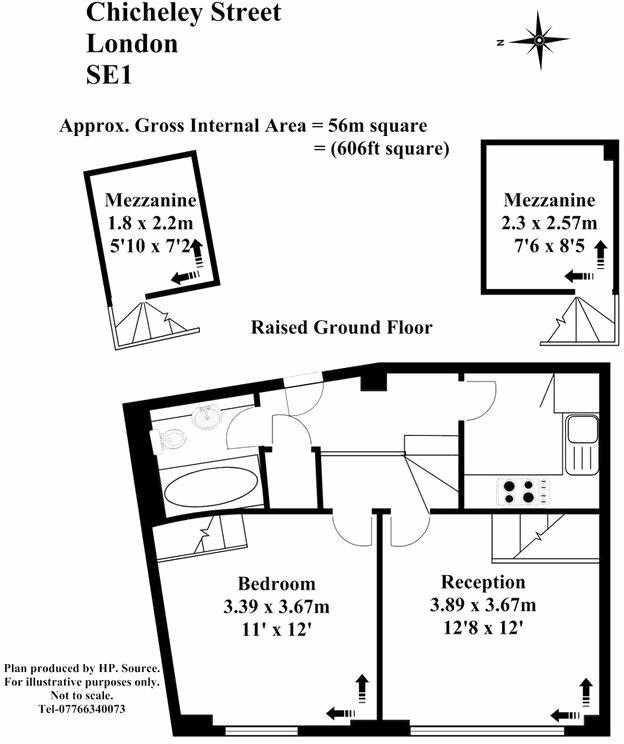 Chicheley Street
London
SE1
N
Approx. Gross Internal Area = 56m square
= (606ft square)
Mezzanine
1.8 x 2.2m
5'10 x 7'2
Mezzanine
2.3 x 2.57m
7'6 x 8'5
Raised Ground Floor
Bedroom
3.39 x 3.67m
11' x 12'
Reception
3.89 x 3.67m
12'8 x 12'
Plan produced by HP. Source.
For illustrative purposes only.
Not to scale.
Tel-07766340073